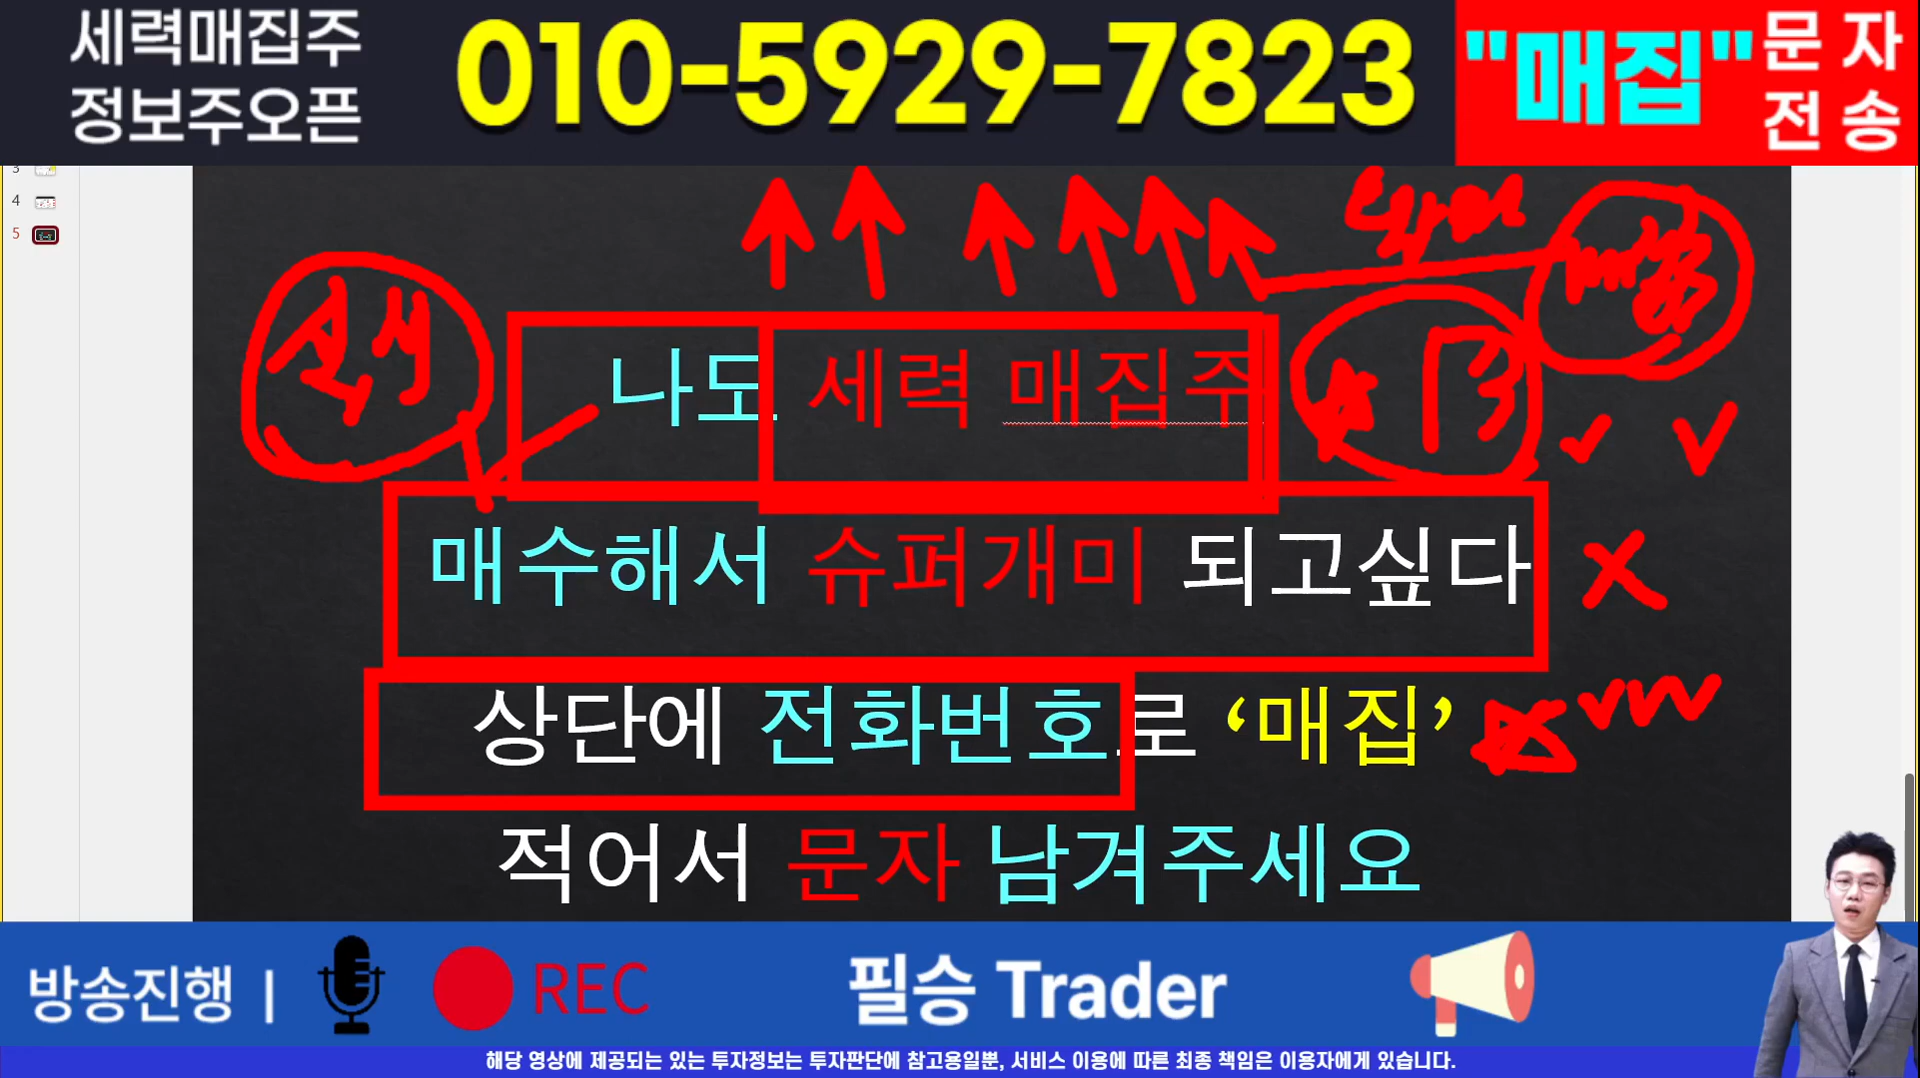 세력매집주
정보주오픈
010-5929-7823
"매집"
문자
전송
3
4
5
나도 세력 매집주
매수해서 슈퍼개미 되고싶다
상단에 전화번호로 ‘매집’
적어서 문자 남겨주세요
방송진행 |
REC
필승 Trader
해당 영상에 제공되는 있는 투자정보는 투자판단에 참고용일뿐, 서비스 이용에 따른 최종 책임은 이용자에게 있습니다.